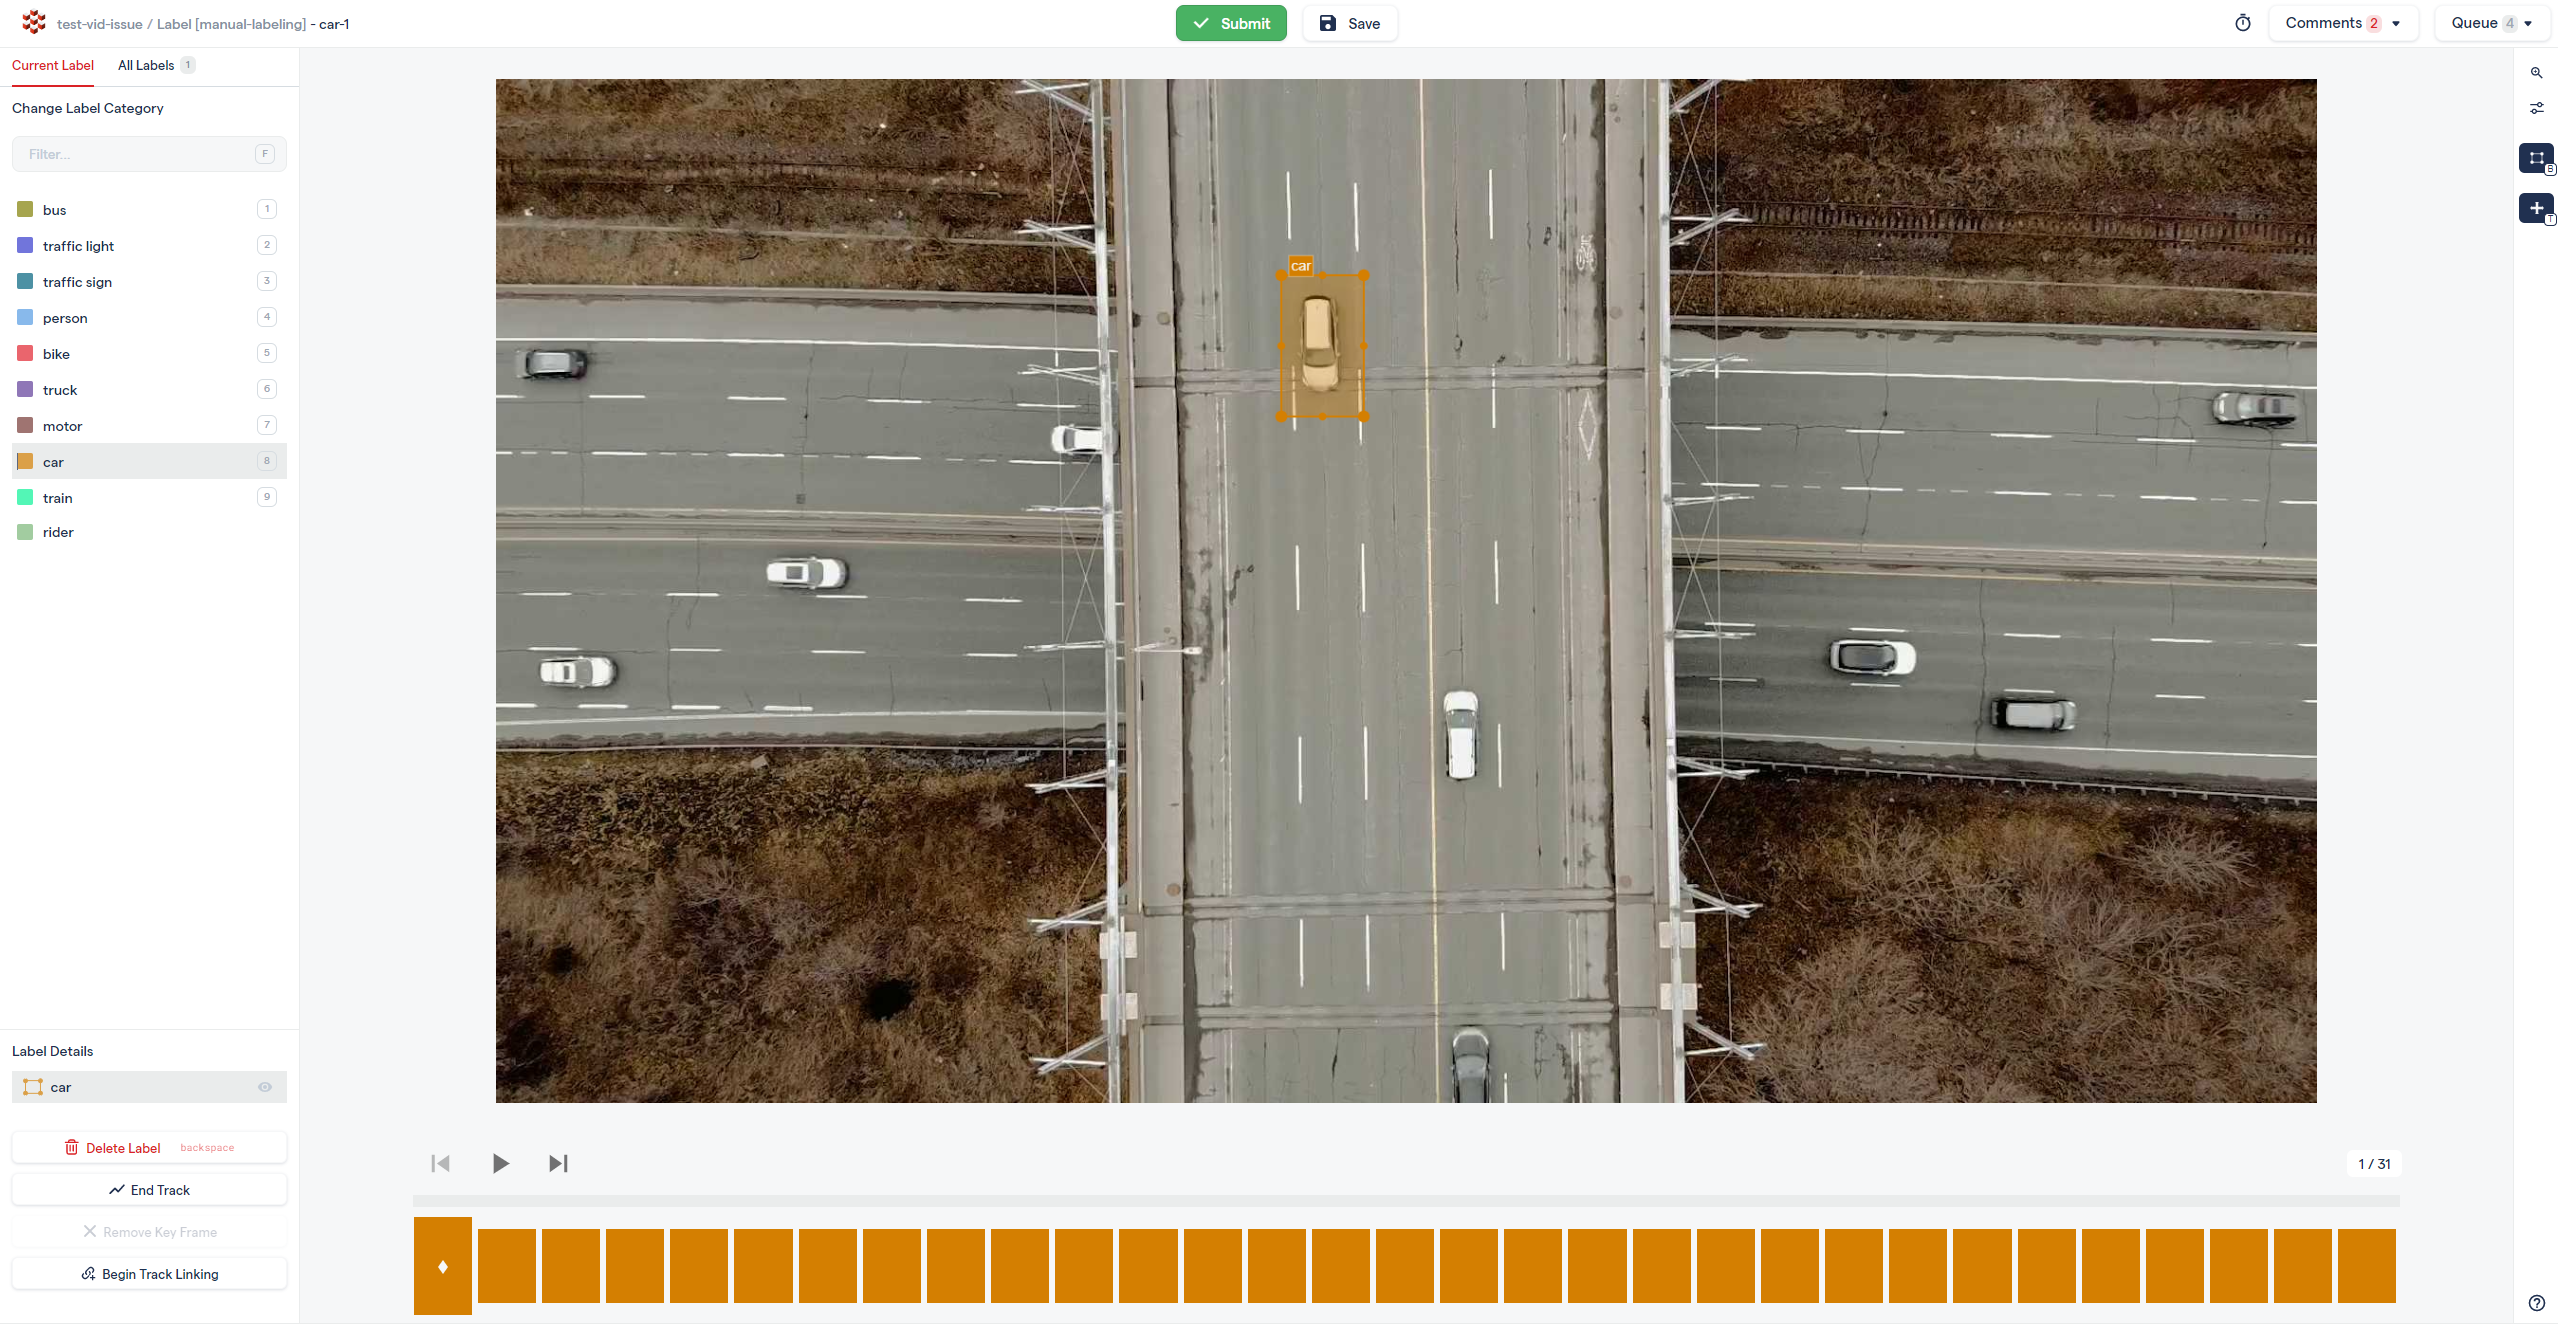 test-vid-issue / Label [manual-labeling] - car-1
Submit
Save
Comments 2
Queue 4
Current Label
All Labels 1
Change Label Category
Filter...
F
bus 1
traffic light 2
traffic sign 3
person 4
bike 5
truck 6
motor 7
car 8
train 9
rider
car
B
T
Label Details
car
Delete Label backspace
End Track
Remove Key Frame
Begin Track Linking
1 / 31